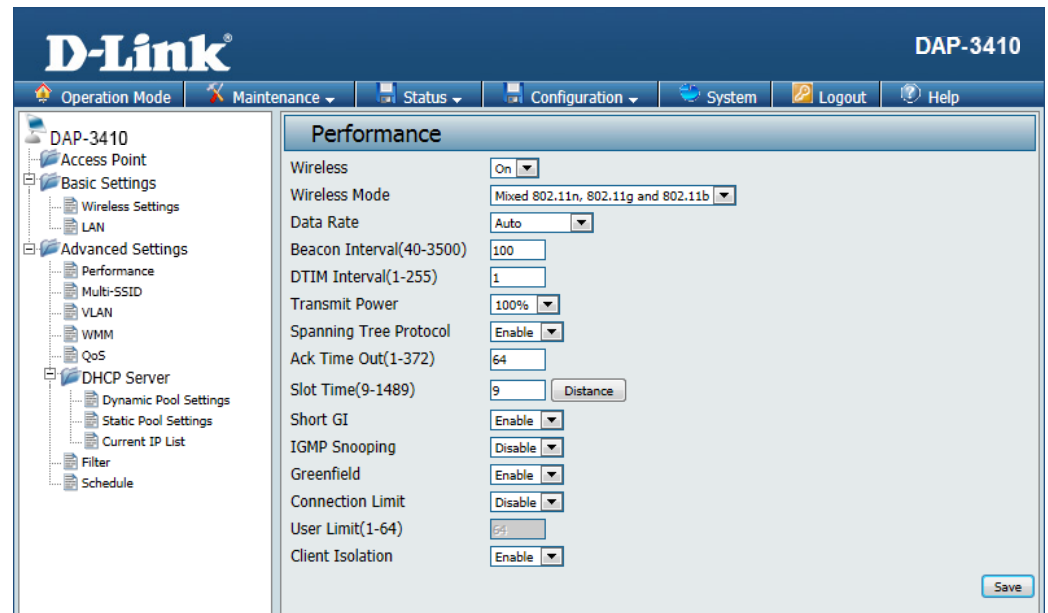 D-Link®
DAP-3410
Operation Mode Maintenance Status Configuration System Logout Help
DAP-3410
Access Point
Basic Settings
Wireless Settings
LAN
Advanced Settings
Performance
Multi-SSID
VLAN
WMM
QoS
DHCP Server
Dynamic Pool Settings
Static Pool Settings
Current IP List
Filter
Schedule
Performance
Wireless On
Wireless Mode Mixed 802.11n, 802.11g and 802.11b
Data Rate Auto
Beacon Interval(40-3500) 100
DTIM Interval(1-255) 1
Transmit Power 100%
Spanning Tree Protocol Enable
Ack Time Out(1-372) 64
Slot Time(9-1489) 9 Distance
Short GI Enable
IGMP Snooping Disable
Greenfield Enable
Connection Limit Disable
User Limit(1-64) 64
Client Isolation Enable
Save